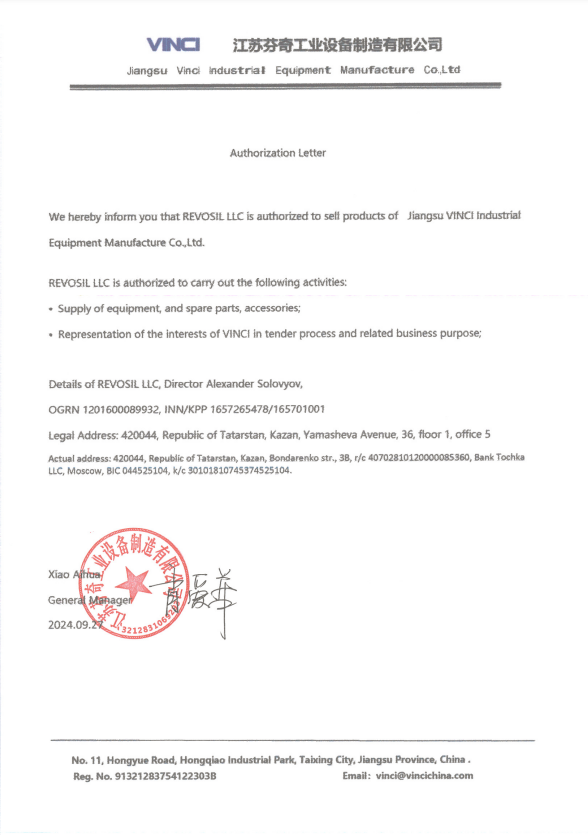 VINCI 江苏芬奇工业设备制造有限公司
Jiangsu Vinci Industrial Equipment Manufacture Co.,Ltd
Authorization Letter
We hereby inform you that REVOSIL LLC is authorized to sell products of Jiangsu VINCI Industrial
Equipment Manufacture Co.,Ltd.
REVOSIL LLC is authorized to carry out the following activities:
• Supply of equipment, and spare parts, accessories;
• Representation of the interests of VINCI in tender process and related business purpose;
Details of REVOSIL LLC, Director Alexander Solovyov,
OGRN 1201600089932, INN/KPP 1657265478/165701001
Legal Address: 420044, Republic of Tatarstan, Kazan, Yamasheva Avenue, 36, floor 1, office 5
Actual address: 420044, Republic of Tatarstan, Kazan, Bondarenko str., 3B, r/c 40702810120000085360, Bank Tochka
LLC, Moscow, BIC 044525104, k/c 30101810745374525104.
江苏芬奇工业设备制造有限公司
Xiao Aihua
General Manager
2024.09.27
No. 11, Hongyue Road, Hongqiao Industrial Park, Taixing City, Jiangsu Province, China .
Reg. No. 91321283754122303B Email: vinci@vincichina.com